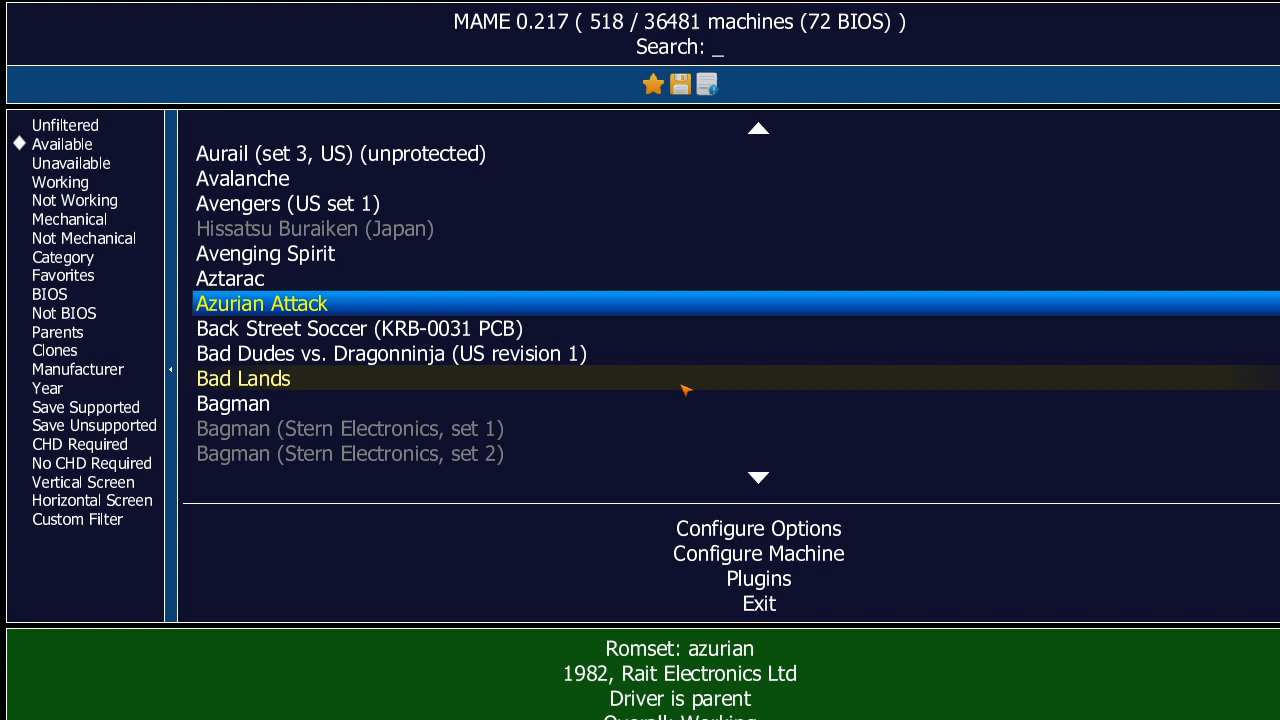 MAME 0.217 ( 518 / 36481 machines (72 BIOS) )
Search: _
Unfiltered
Available
Unavailable
Working
Not Working
Mechanical
Not Mechanical
Category
Favorites
BIOS
Not BIOS
Parents
Clones
Manufacturer
Year
Save Supported
Save Unsupported
CHD Required
No CHD Required
Vertical Screen
Horizontal Screen
Custom Filter
Aurail (set 3, US) (unprotected)
Avalanche
Avengers (US set 1)
Hissatsu Buraiken (Japan)
Avenging Spirit
Aztarac
Azurian Attack
Back Street Soccer (KRB-0031 PCB)
Bad Dudes vs. Dragonninja (US revision 1)
Bad Lands
Bagman
Bagman (Stern Electronics, set 1)
Bagman (Stern Electronics, set 2)
Configure Options
Configure Machine
Plugins
Exit
Romset: azurian
1982, Rait Electronics Ltd
Driver is parent
Overall: Working